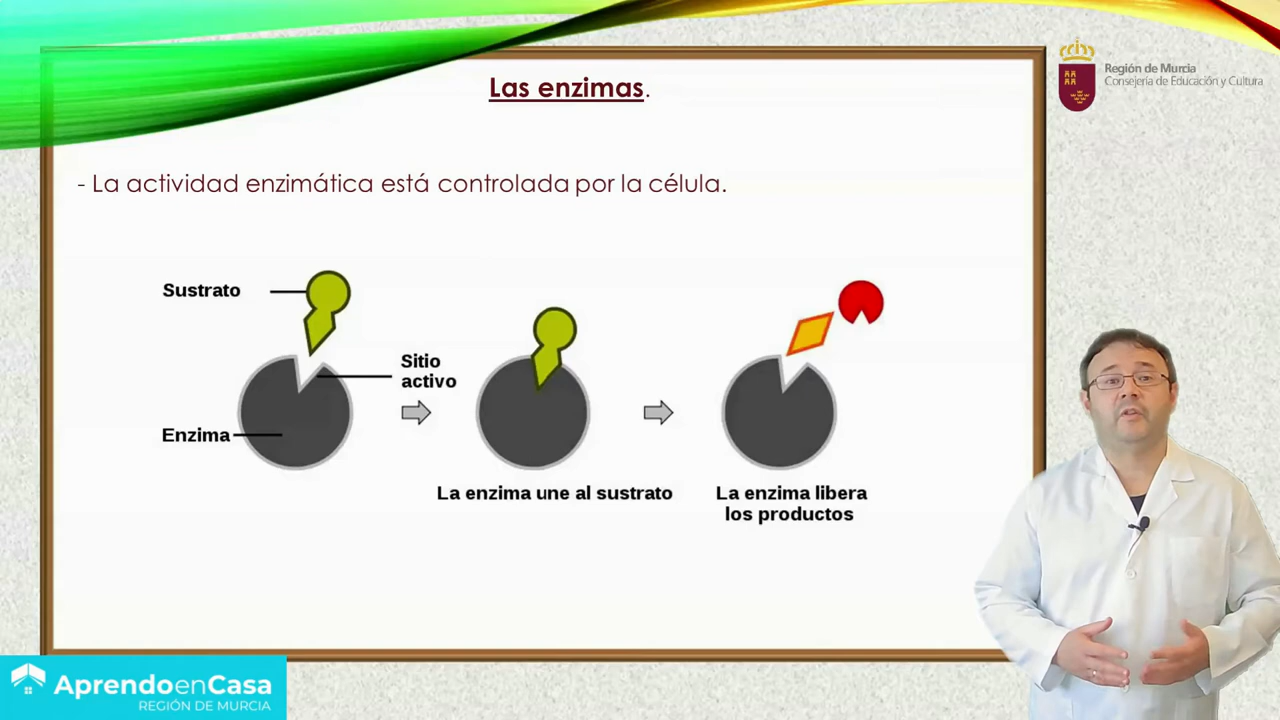 Las enzimas.
Región de Murcia
Consejería de Educación y Cultura
- La actividad enzimática está controlada por la célula.
Sustrato
Sitio
activo
Enzima
La enzima une al sustrato
La enzima libera
los productos
AprendoenCasa
REGIÓN DE MURCIA